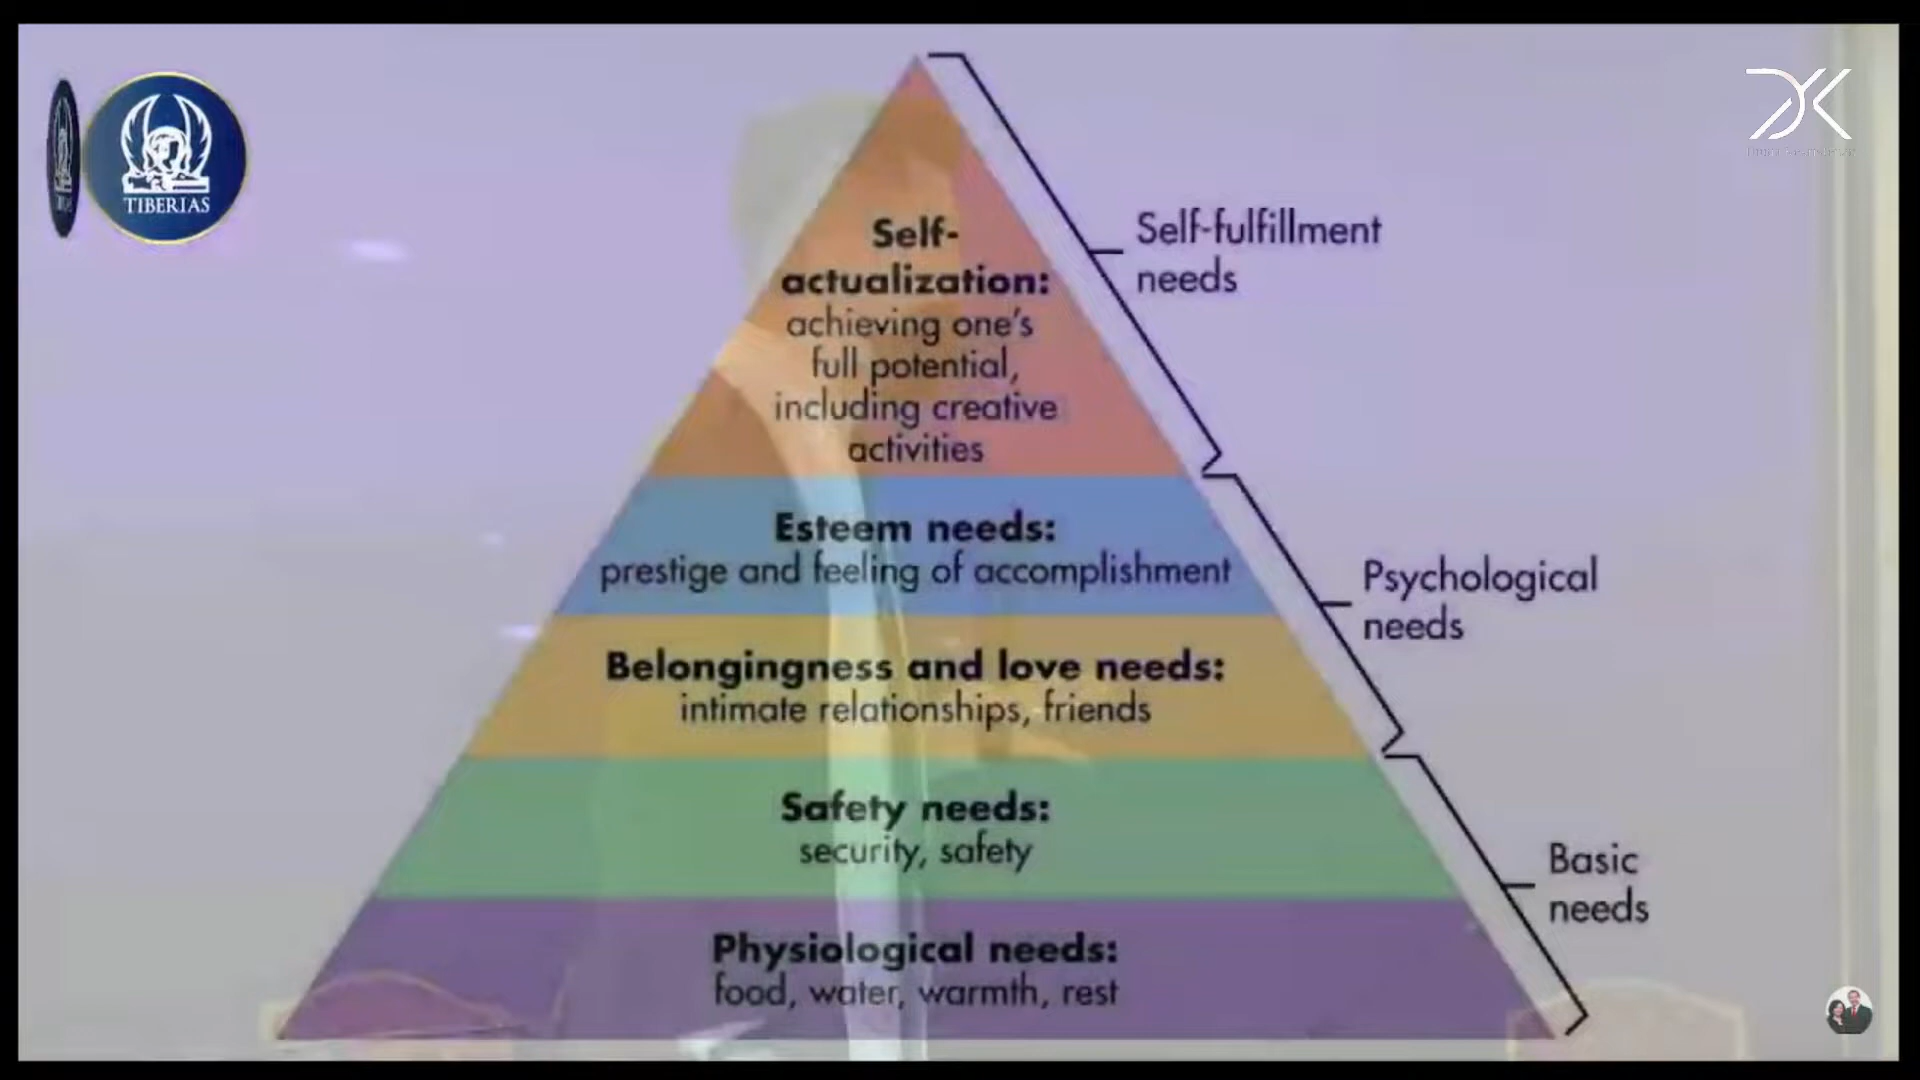 TIBERIAS
Self-
actualization:
achieving one's
full potential,
including creative
activities
Self-fulfillment
needs
Esteem needs:
prestige and feeling of accomplishment
Belongingness and love needs:
intimate relationships, friends
Psychological
needs
Safety needs:
security, safety
Physiological needs:
food, water, warmth, rest
Basic
needs